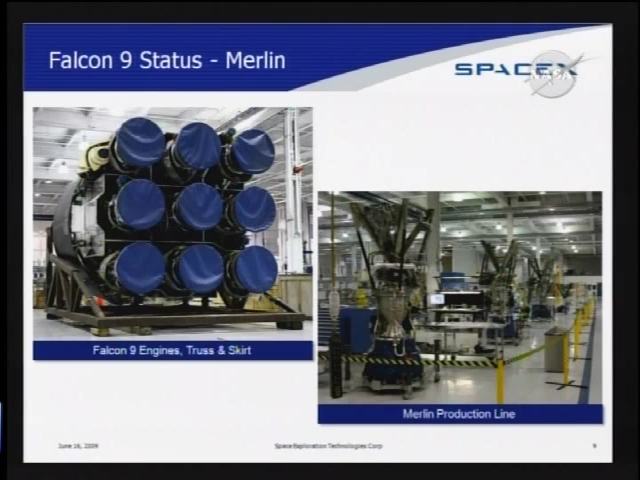 Falcon 9 Status - Merlin
SPACEX
NASA
Falcon 9 Engines, Truss & Skirt
Merlin Production Line
June 16, 2009
Space Exploration Technologies Corp
9